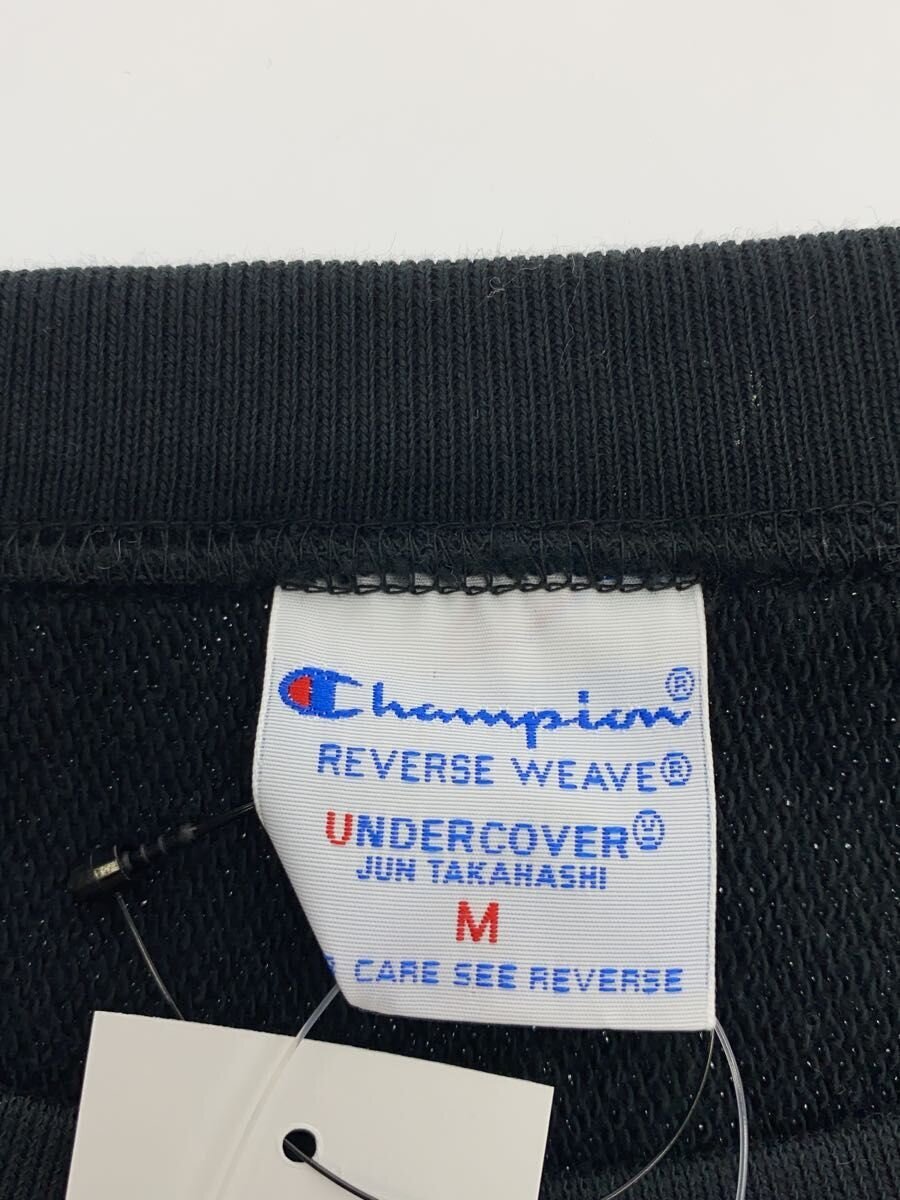 Champion®
REVERSE WEAVE®
UNDERCOVER
JUN TAKAHASHI
M
CARE SEE REVERSE